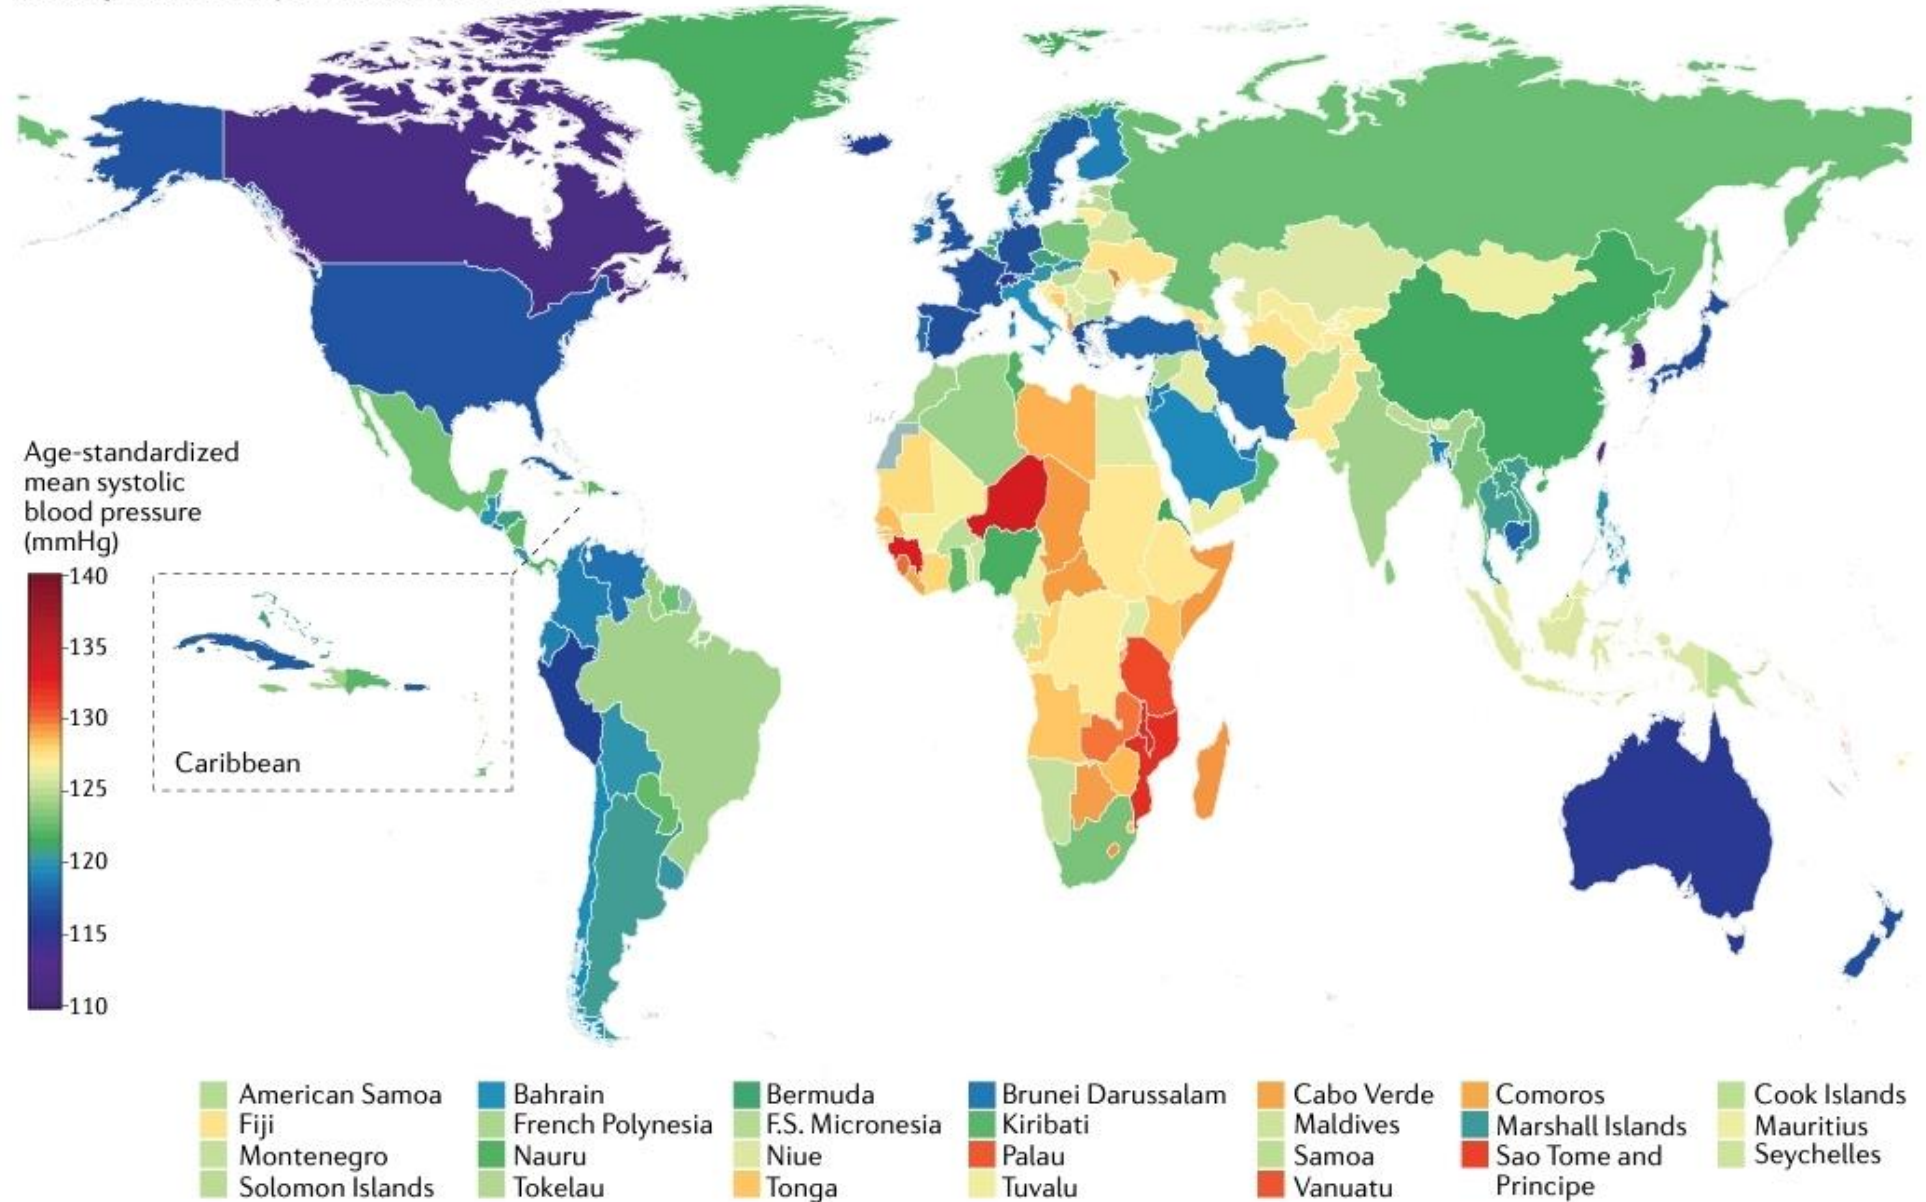 Age-standardized
mean systolic
blood pressure
(mmHg)
140
135
130
125
120
115
110
Caribbean
American Samoa
Bahrain
Bermuda
Brunei Darussalam
Cabo Verde
Comoros
Cook Islands
Fiji
French Polynesia
F.S. Micronesia
Kiribati
Maldives
Marshall Islands
Mauritius
Montenegro
Nauru
Niue
Palau
Samoa
Sao Tome and
Principe
Seychelles
Solomon Islands
Tokelau
Tonga
Tuvalu
Vanuatu